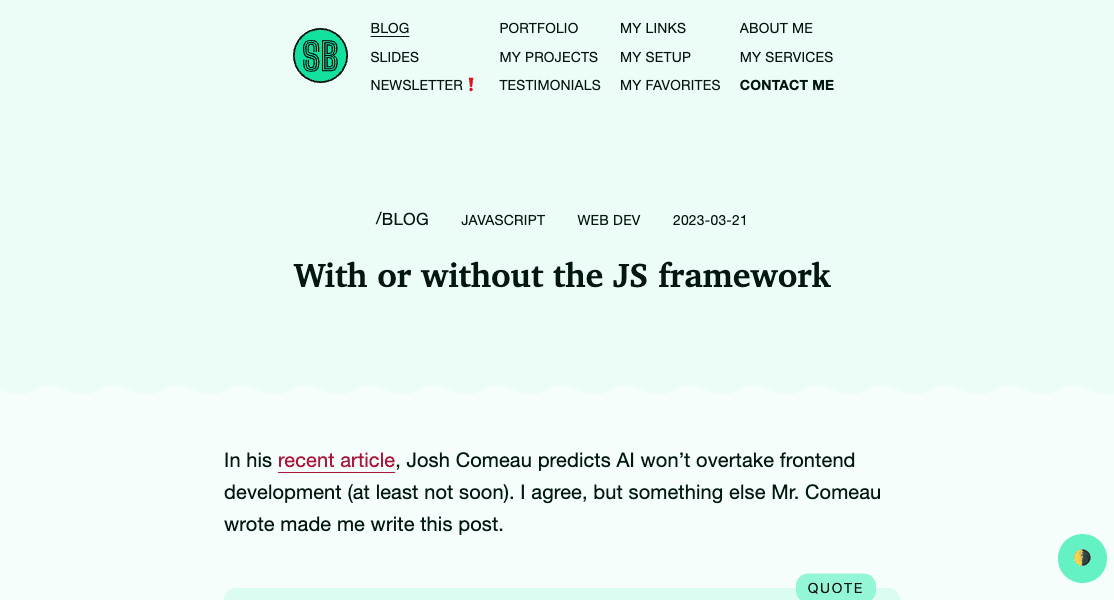 SB
BLOG
PORTFOLIO
MY LINKS
ABOUT ME
SLIDES
MY PROJECTS
MY SETUP
MY SERVICES
NEWSLETTER❗
TESTIMONIALS
MY FAVORITES
CONTACT ME
/BLOG JAVASCRIPT WEB DEV 2023-03-21
With or without the JS framework
In his recent article, Josh Comeau predicts AI won’t overtake frontend
development (at least not soon). I agree, but something else Mr. Comeau
wrote made me write this post.
QUOTE